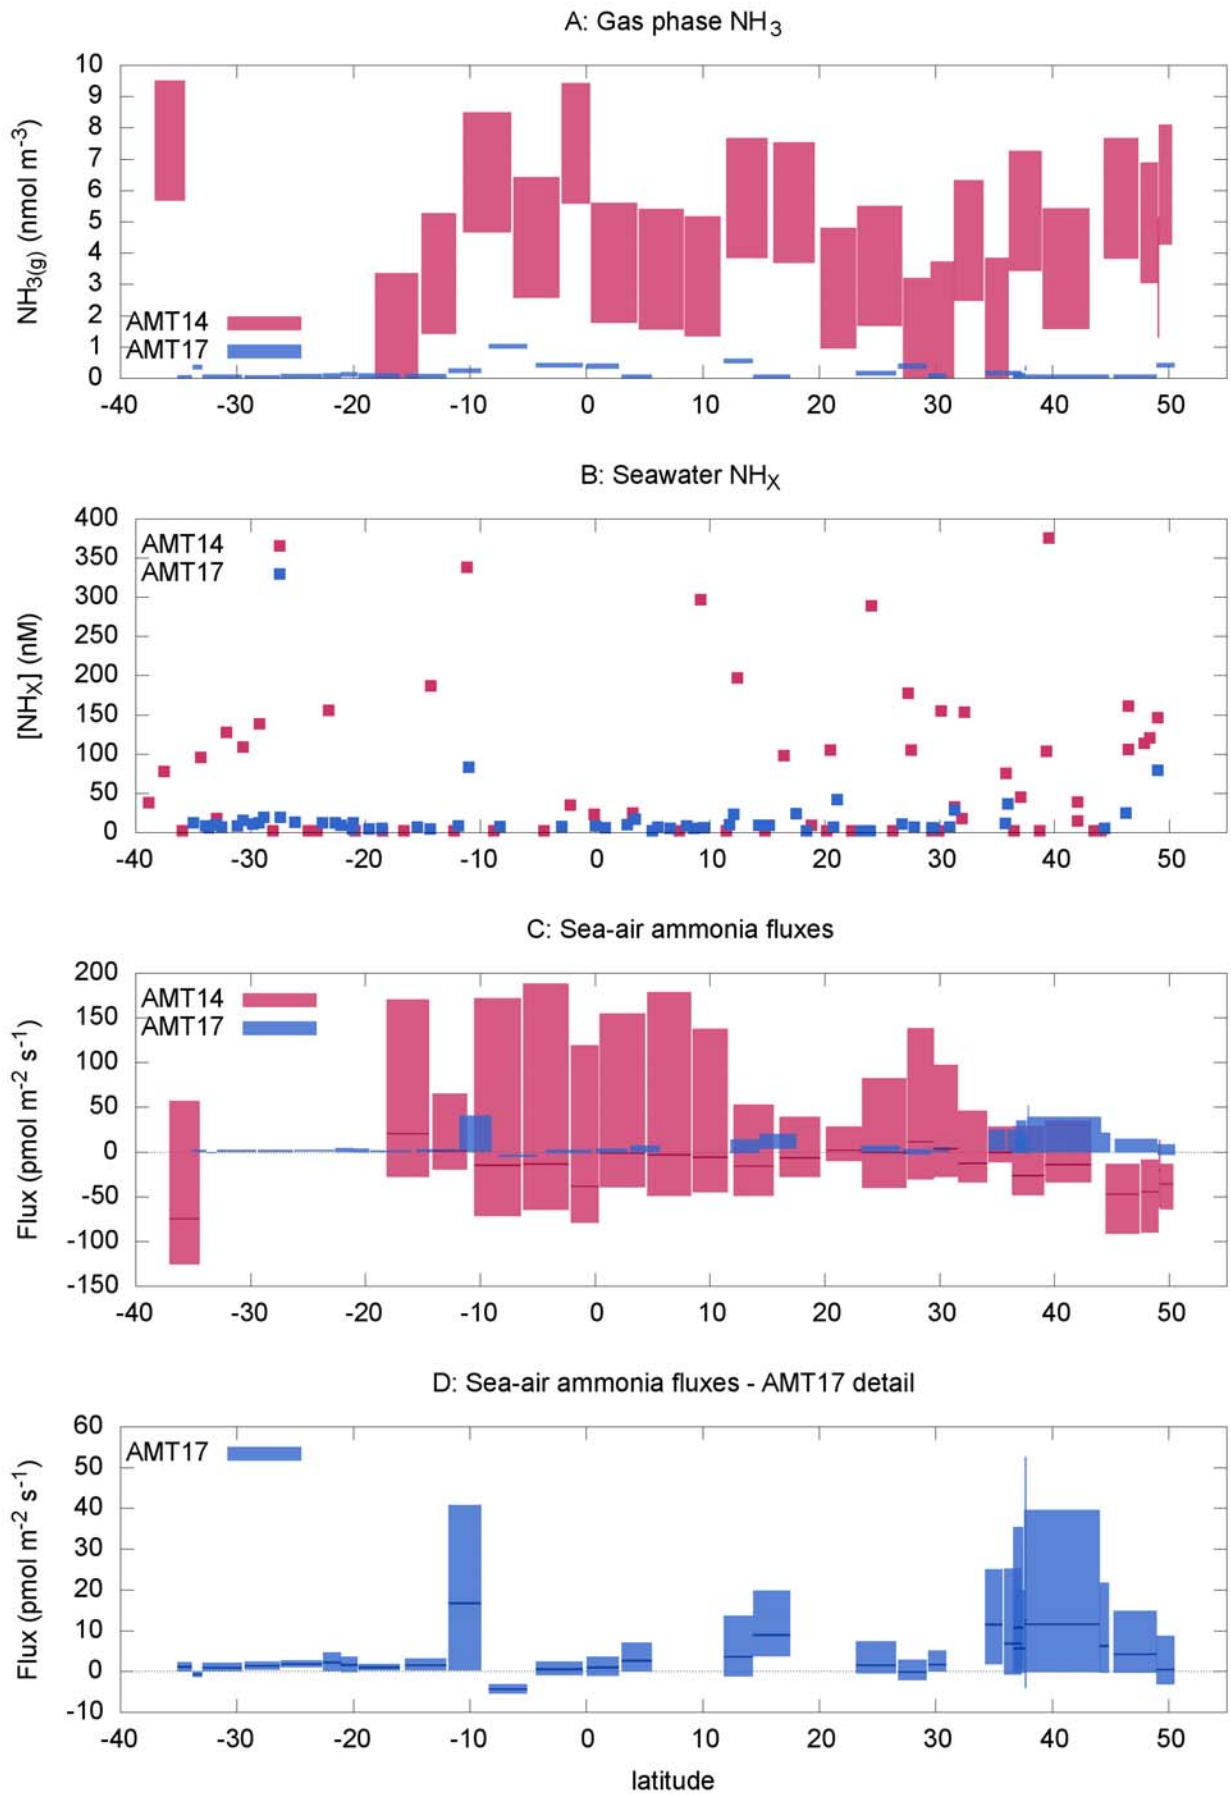 A: Gas phase NH3
NH3(g) (nmol m-3)
10
9
8
7
6
5
4
3
2
1
0
AMT14
AMT17
-40 -30 -20 -10 0 10 20 30 40 50
B: Seawater NHX
[NHX] (nM)
400
350
300
250
200
150
100
50
0
AMT14
AMT17
-40 -30 -20 -10 0 10 20 30 40 50
C: Sea-air ammonia fluxes
Flux (pmol m-2 s-1)
200
150
100
50
0
-50
-100
-150
AMT14
AMT17
-40 -30 -20 -10 0 10 20 30 40 50
D: Sea-air ammonia fluxes - AMT17 detail
Flux (pmol m-2 s-1)
60
50
40
30
20
10
0
-10
AMT17
-40 -30 -20 -10 0 10 20 30 40 50
latitude